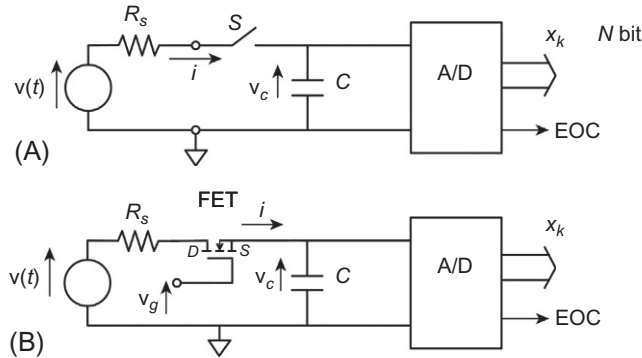 R_s
S
x_k
N bit
v(t)
i
v_c
C
A/D
EOC
(A)
FET
R_s
i
x_k
D
S
v(t)
v_g
v_c
C
A/D
EOC
(B)